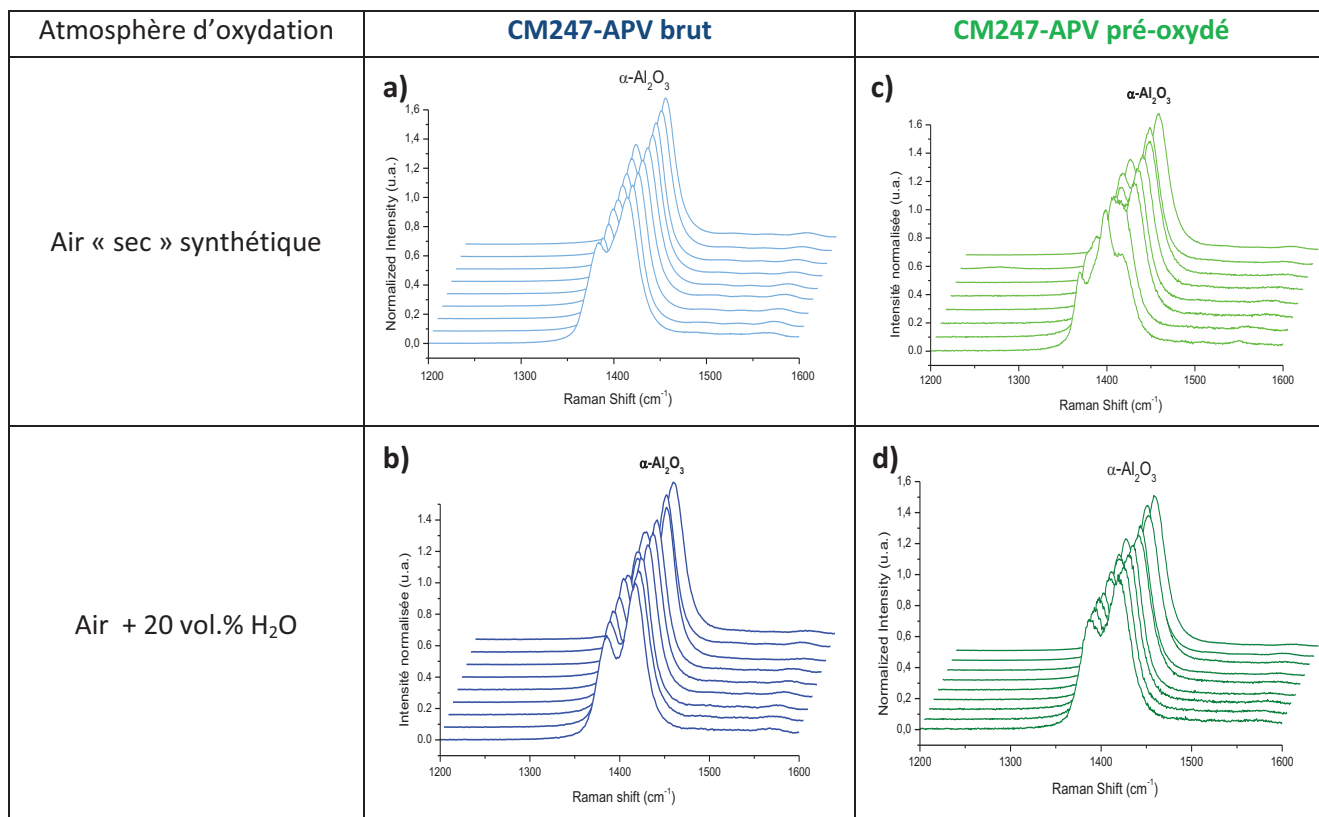 Atmosphère d'oxydation
CM247-APV brut
CM247-APV pré-oxydé
Air « sec » synthétique
a)
α-Al2O3
Normalized Intensity (u.a.)
1,6
1,4
1,2
1,0
0,8
0,6
0,4
0,2
0,0
1200 1300 1400 1500 1600
Raman Shift (cm-1)
c)
α-Al2O3
Intensité normalisée (u.a.)
1.6
1.4
1.2
1.0
0.8
0.6
0.4
0.2
0.0
1200 1300 1400 1500 1600
Raman Shift (cm-1)
Air + 20 vol.% H2O
b)
α-Al2O3
Intensité normalisée (u.a.)
1.4
1.2
1.0
0.8
0.6
0.4
0.2
0.0
1200 1300 1400 1500 1600
Raman shift (cm-1)
d)
α-Al2O3
Normalized Intensity (u.a.)
1,6
1,4
1,2
1,0
0,8
0,6
0,4
0,2
0,0
1200 1300 1400 1500 1600
Raman Shift (cm-1)